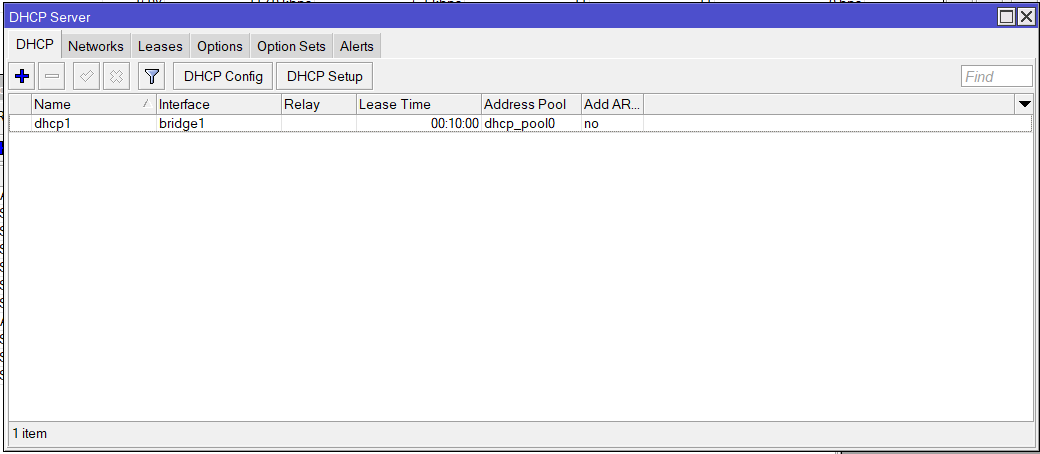 DHCP Server
DHCP Networks Leases Options Option Sets Alerts
DHCP Config DHCP Setup Find
Name Interface Relay Lease Time Address Pool Add AR...
dhcp1 bridge1 00:10:00 dhcp_pool0 no
1 item